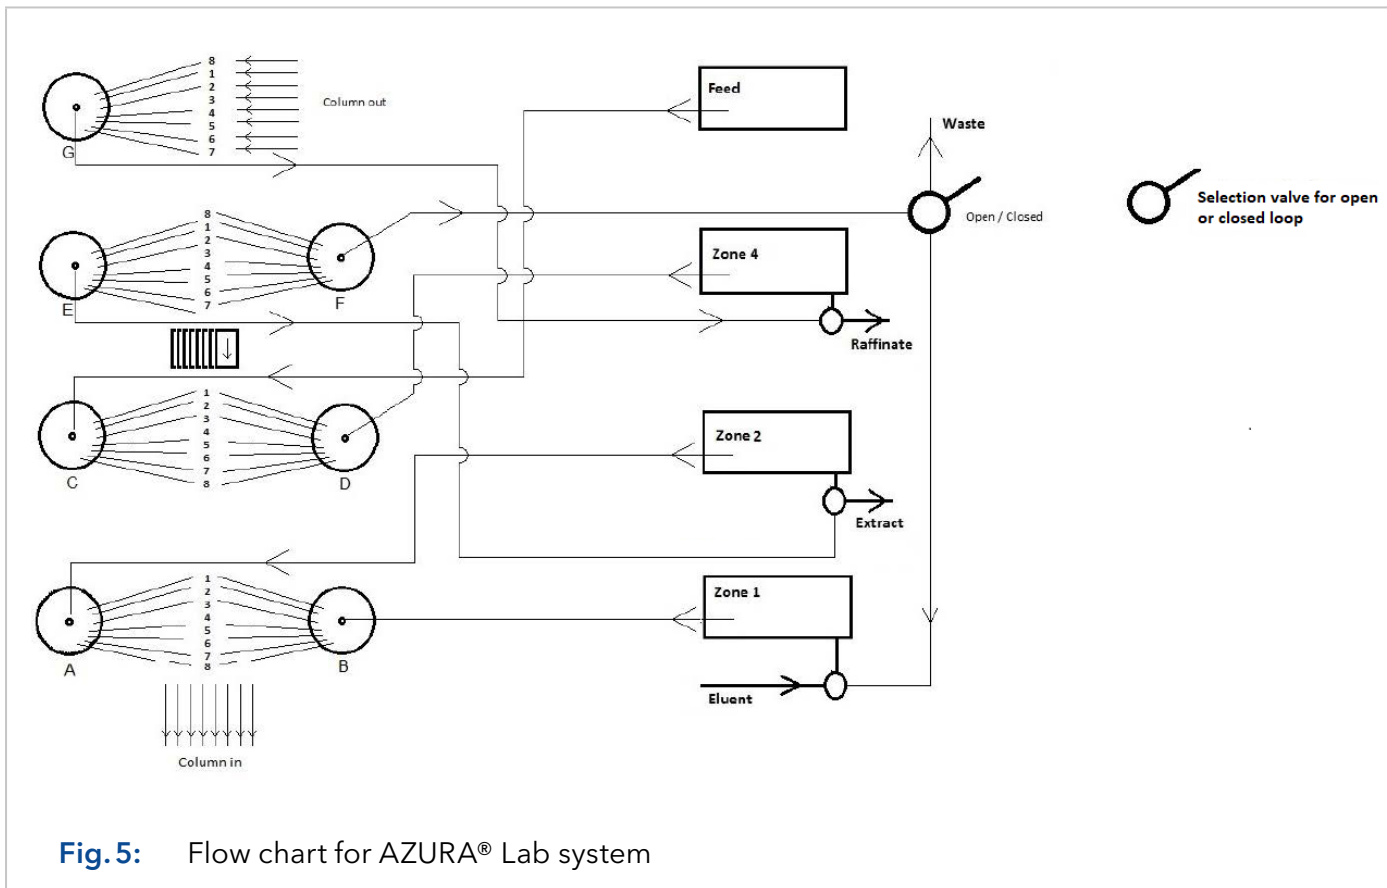 8
1
2
3
4
5
6
7
Column out
G
Feed
Waste
Open / Closed
Selection valve for open
or closed loop
8
1
2
3
4
5
6
7
E
F
Zone 4
Raffinate
1
2
3
4
5
6
7
8
C
D
Zone 2
Extract
1
2
3
4
5
6
7
8
A
B
Zone 1
Eluent
Column in
Fig. 5: Flow chart for AZURA® Lab system